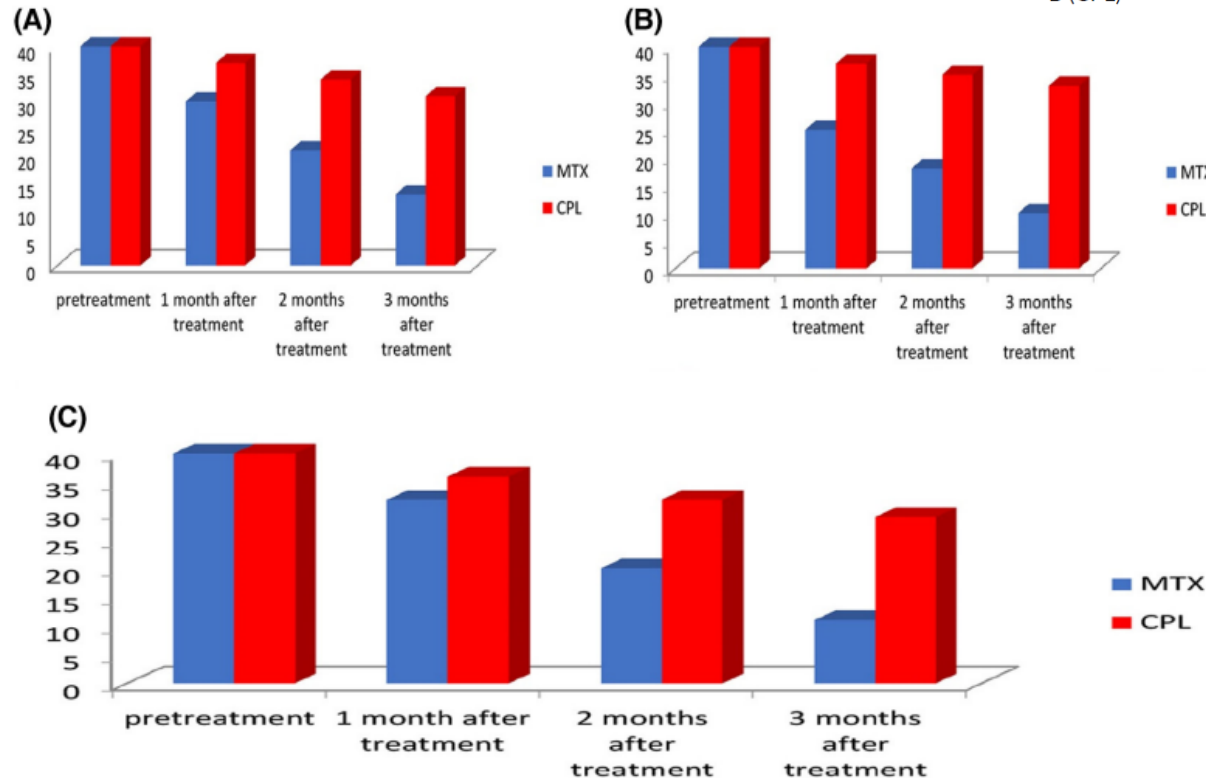 (A)
40
35
30
25
20
15
10
5
0
pretreatment
1 month after
treatment
2 months
after
treatment
3 months
after
treatment
MTX
CPL
(B)
40
35
30
25
20
15
10
5
0
pretreatment
1 month after
treatment
2 months
after
treatment
3 months
after
treatment
CPL
(C)
40
35
30
25
20
15
10
5
0
pretreatment
1 month after
treatment
2 months
after
treatment
3 months
after
treatment
MTX
CPL